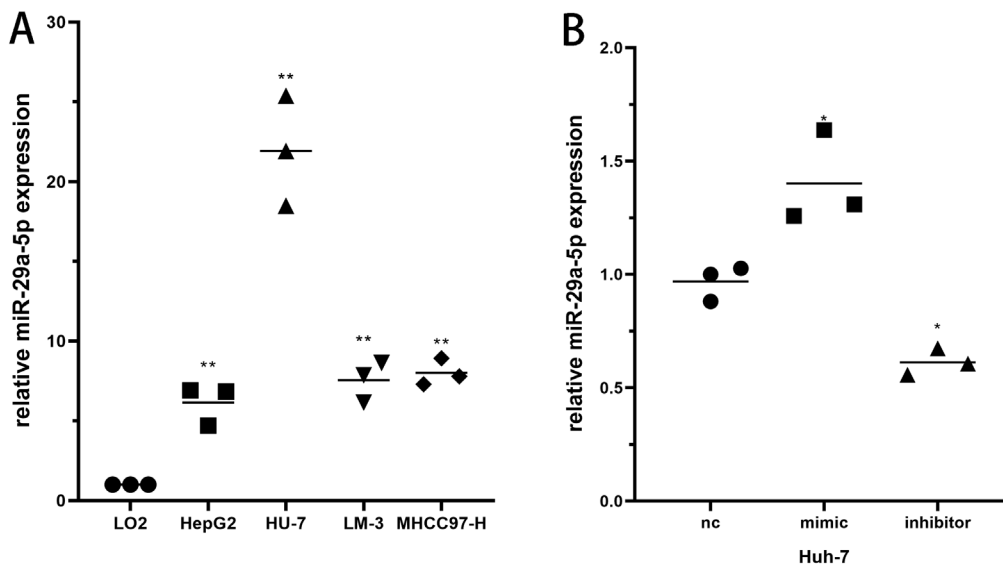 A
relative miR-29a-5p expression
30
20
10
0
**
**
**
**
LO2 HepG2 HU-7 LM-3 MHCC97-H
B
relative miR-29a-5p expression
2.0
1.5
1.0
0.5
0.0
*
*
nc mimic inhibitor
Huh-7